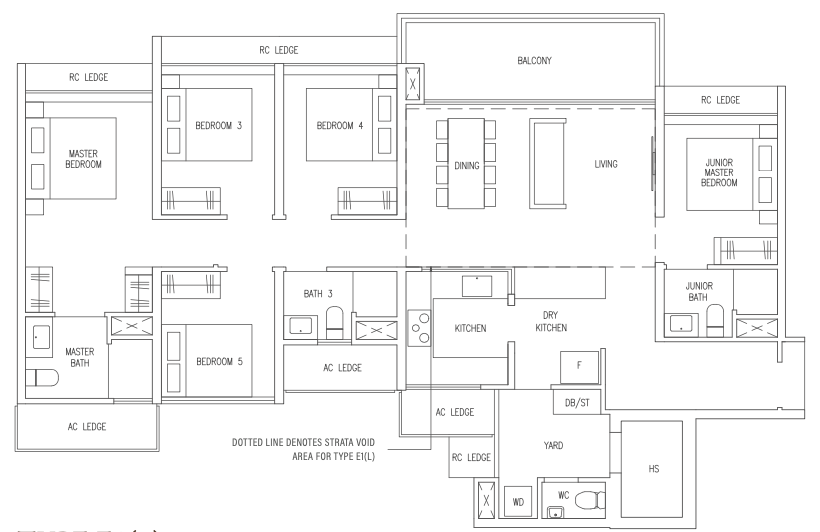 BALCONY
RC LEDGE
RC LEDGE
RC LEDGE
BEDROOM 3
BEDROOM 4
MASTER
BEDROOM
DINING
LIVING
JUNIOR
MASTER
BEDROOM
BATH 3
JUNIOR
BATH
KITCHEN
DRY
KITCHEN
MASTER
BATH
BEDROOM 5
AC LEDGE
F
DB/ST
AC LEDGE
AC LEDGE
DOTTED LINE DENOTES STRATA VOID
AREA FOR TYPE E1(L)
YARD
RC LEDGE
HS
WD
WC